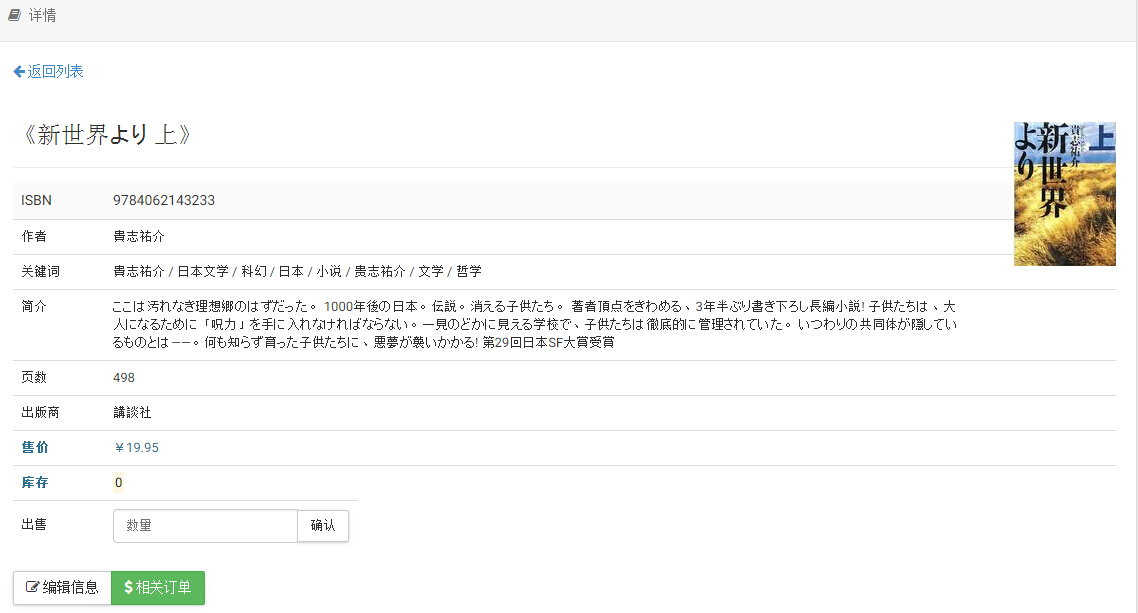 详情
返回列表
《新世界より 上》
上
貴志祐介
新世界
より
ISBN 9784062143233
作者 貴志祐介
关键词 貴志祐介 / 日本文学 / 科幻 / 日本 / 小说 / 贵志祐介 / 文学 / 哲学
简介 ここは汚れなき理想郷のはずだった。 1000年後の日本。伝説。消える子供たち。 著者頂点をきわめる、3年半ぶり書き下ろし長編小説! 子供たちは、大
人になるために「呪力」を手に入れなければならない。一見のどかに見える学校で、子供たちは徹底的に管理されていた。いつわりの共同体が隠してい
るものとは――。何も知らず育った子供たちに、悪夢が襲いかかる! 第29回日本SF大賞受賞
页数 498
出版商 講談社
售价 ￥19.95
库存 0
出售 数量 确认
编辑信息 $相关订单